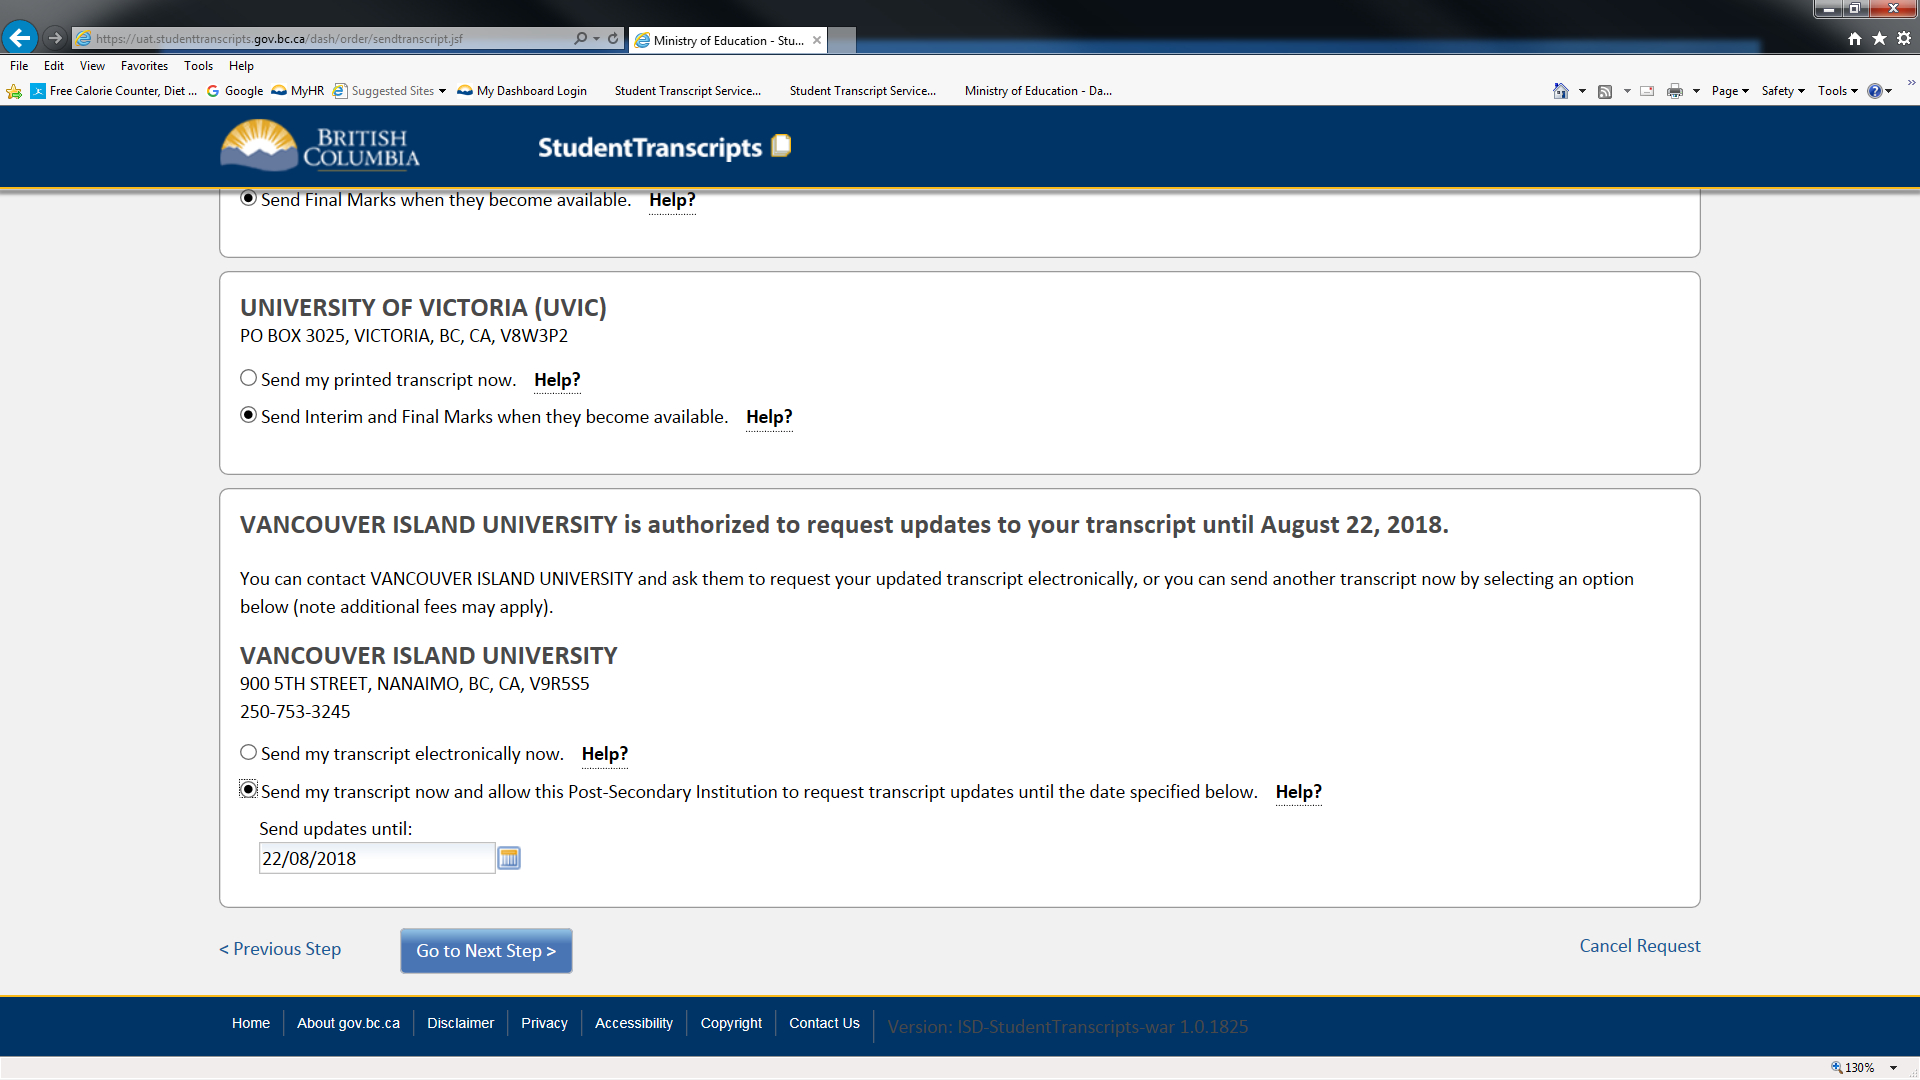 https://uat.studenttranscripts.gov.bc.ca/dash/order/sendtranscript.jsf
Ministry of Education - Stu...
File Edit View Favorites Tools Help
Free Calorie Counter, Diet ... Google MyHR Suggested Sites My Dashboard Login Student Transcript Service... Student Transcript Service... Ministry of Education - Da... Page Safety Tools
BRITISH
COLUMBIA
StudentTranscripts
Send Final Marks when they become available. Help?
UNIVERSITY OF VICTORIA (UVIC)
PO BOX 3025, VICTORIA, BC, CA, V8W3P2
Send my printed transcript now. Help?
Send Interim and Final Marks when they become available. Help?
VANCOUVER ISLAND UNIVERSITY is authorized to request updates to your transcript until August 22, 2018.
You can contact VANCOUVER ISLAND UNIVERSITY and ask them to request your updated transcript electronically, or you can send another transcript now by selecting an option
below (note additional fees may apply).
VANCOUVER ISLAND UNIVERSITY
900 5TH STREET, NANAIMO, BC, CA, V9R5S5
250-753-3245
Send my transcript electronically now. Help?
Send my transcript now and allow this Post-Secondary Institution to request transcript updates until the date specified below. Help?
Send updates until:
22/08/2018
< Previous Step Go to Next Step > Cancel Request
Home About gov.bc.ca Disclaimer Privacy Accessibility Copyright Contact Us Version: ISD-StudentTranscripts-war 1.0.1825
130%